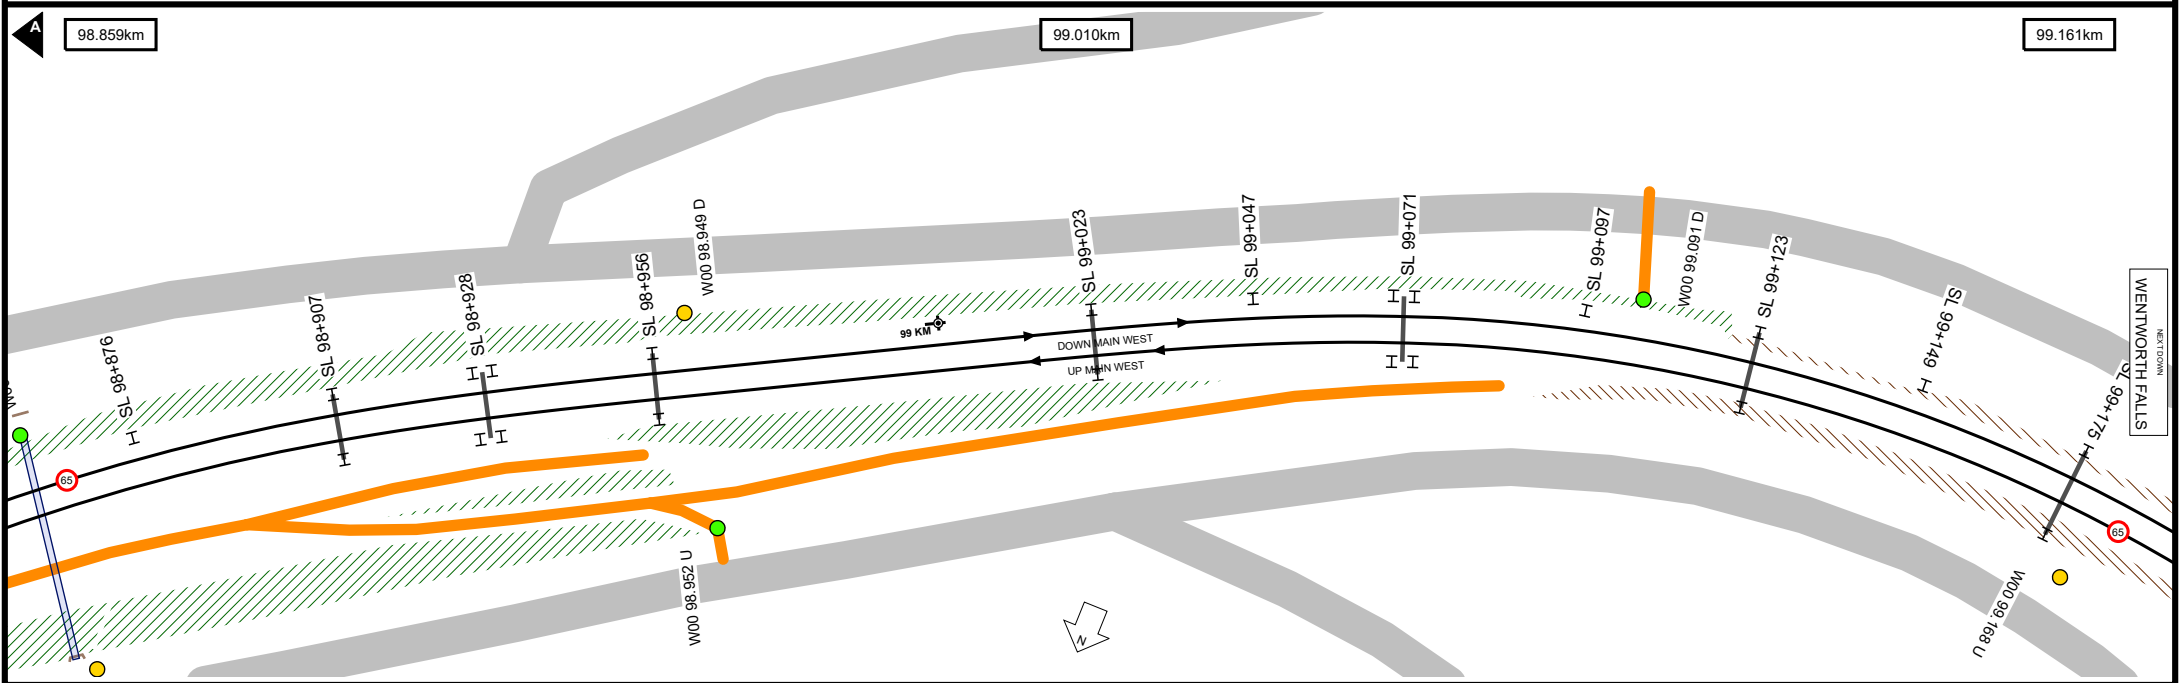 A
98.859km
99.010km
99.161km
SL 98+876
SL 98+907
SL 98+928
SL 98+956
W00 98.949 D
99 KM
SL 99+023
DOWN MAIN WEST
UP MAIN WEST
SL 99+047
SL 99+071
SL 99+097
W00 99.091 D
SL 99+123
SL 99+149
SL 99+175
NEXT DOWN
WENTWORTH FALLS
65
65
W00 98.952 U
N
W00 99.168 U